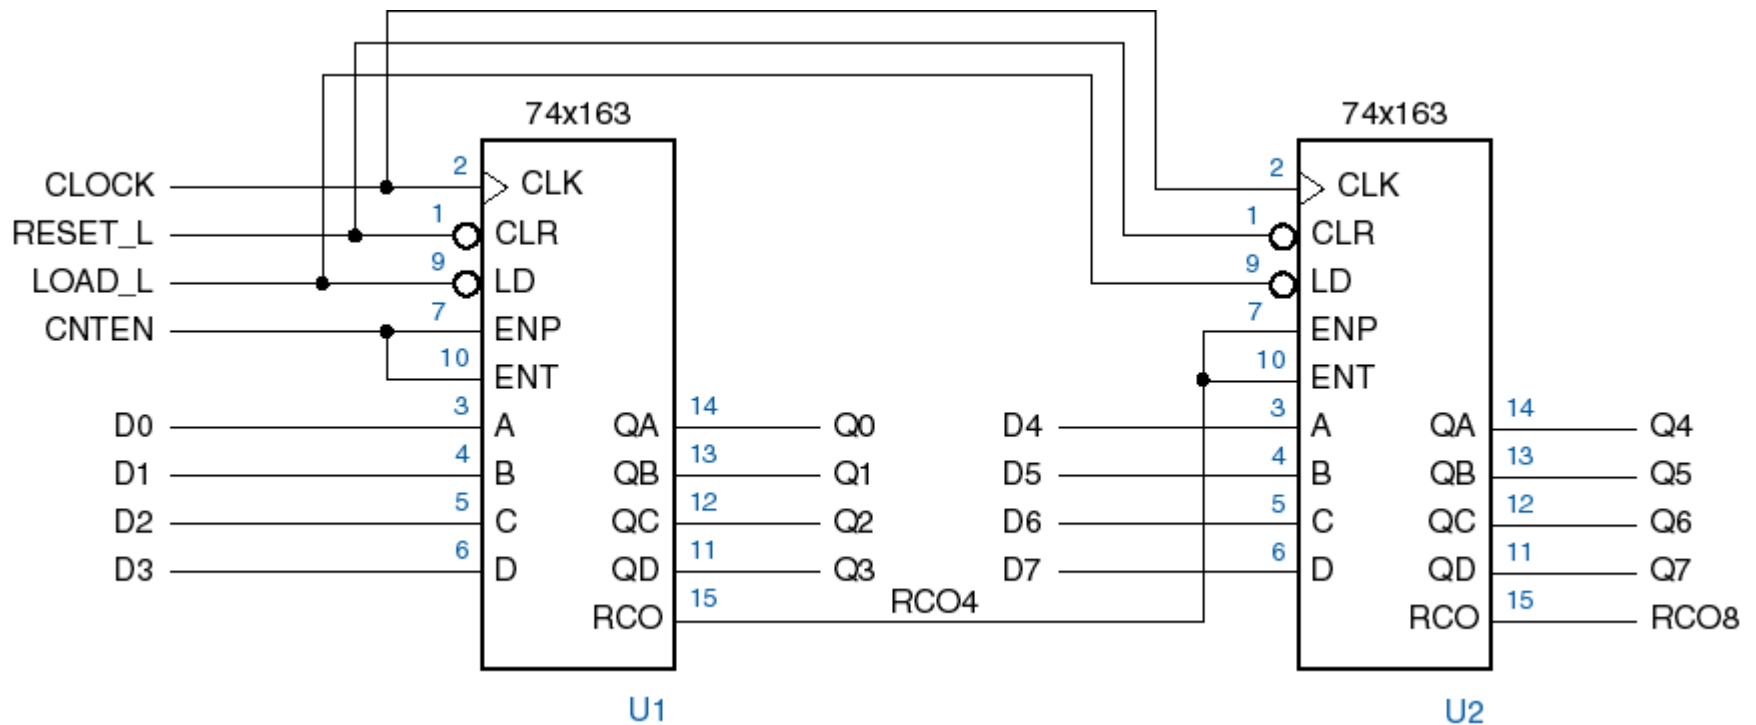 74x163
74x163
CLOCK 2 CLK 2 CLK
RESET_L 1 CLR 1 CLR
LOAD_L 9 LD 9 LD
CNTEN 7 ENP 7 ENP
10 ENT 10 ENT
D0 3 A QA 14 Q0 D4 3 A QA 14 Q4
D1 4 B QB 13 Q1 D5 4 B QB 13 Q5
D2 5 C QC 12 Q2 D6 5 C QC 12 Q6
D3 6 D QD 11 Q3 D7 6 D QD 11 Q7
RCO 15 RCO4 RCO 15 RCO8
U1
U2